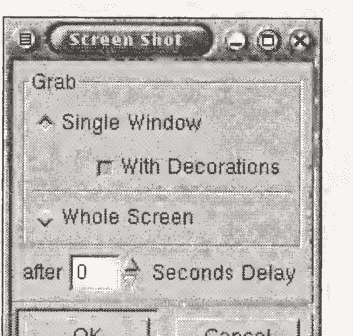 Screen Shot
Grab
Single Window
With Decorations
Whole Screen
after 0 Seconds Delay
OK Cancel